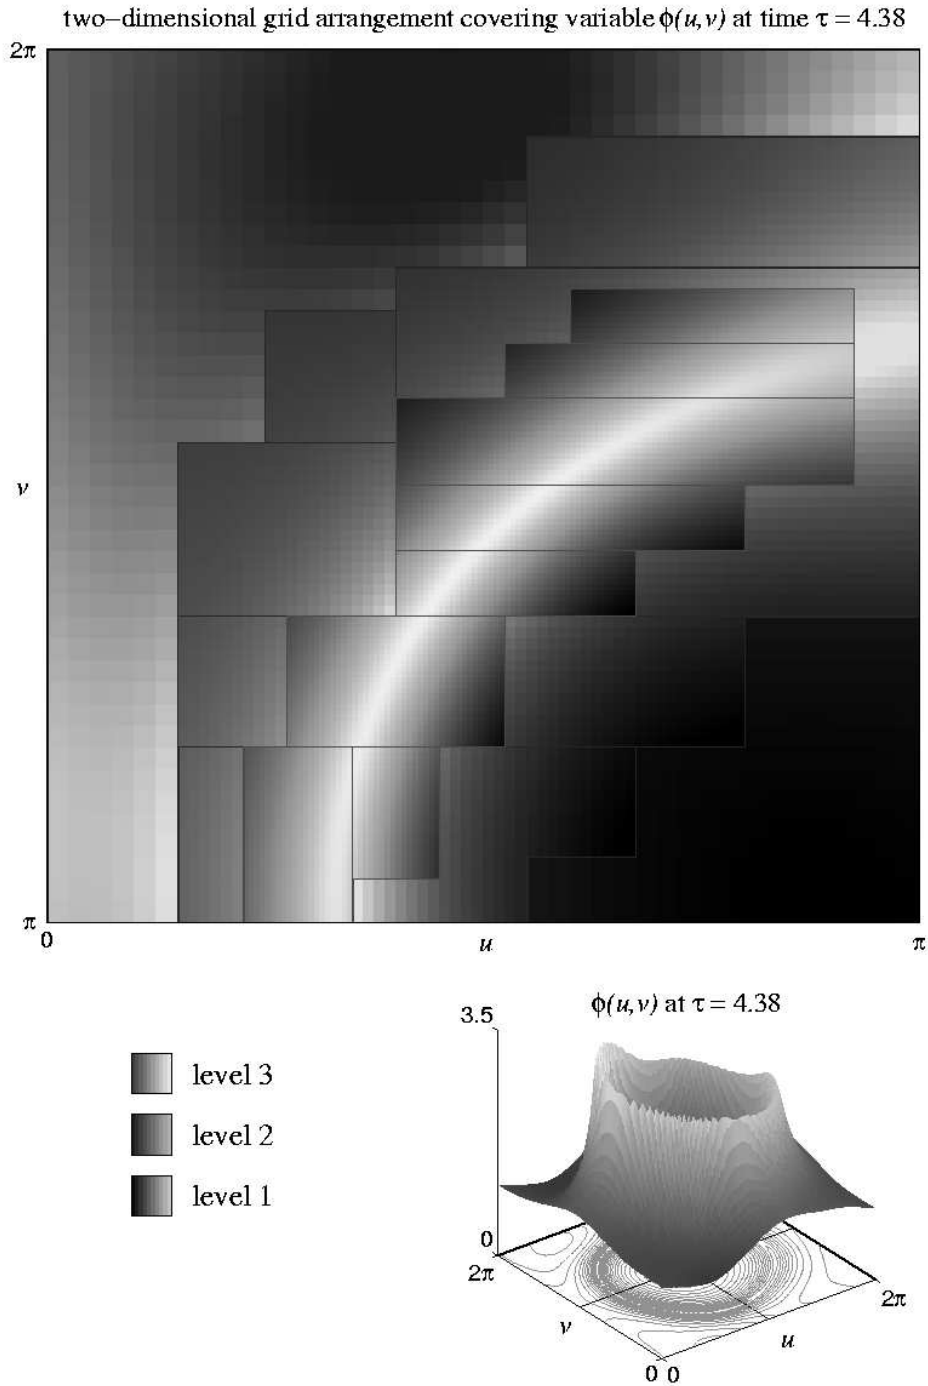 two−dimensional grid arrangement covering variable ϕ(u,v) at time τ = 4.38
2π
v
π
0 u π
ϕ(u,v) at τ = 4.38
3.5
level 3
level 2
level 1
0
2π
2π
v u
0 0